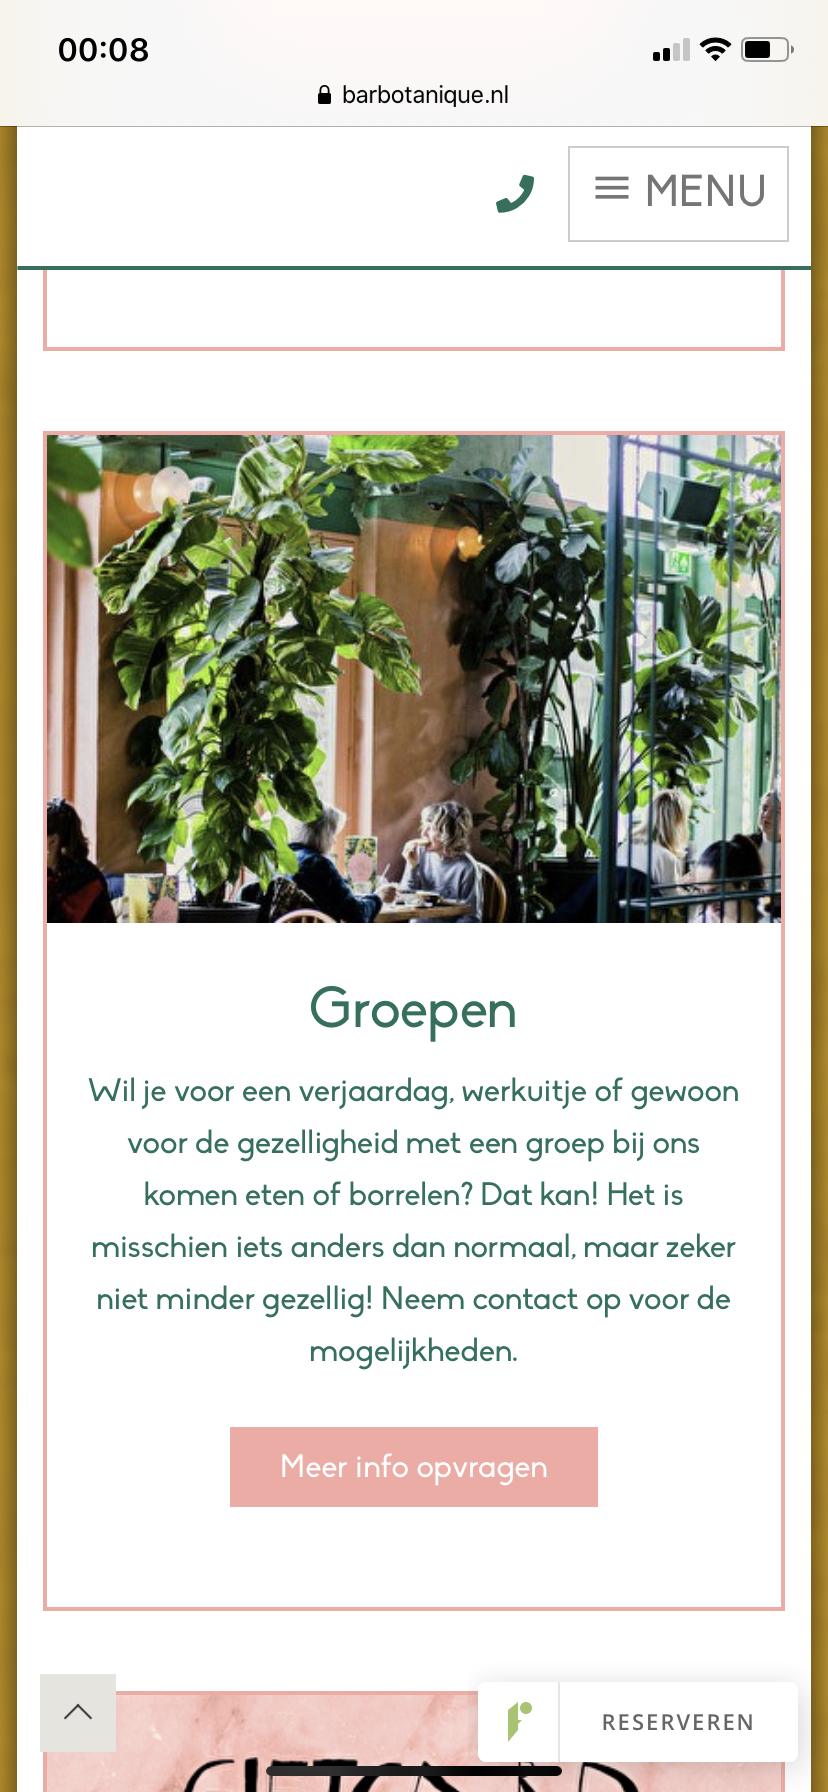 00:08
barbotanique.nl
MENU
Groepen
Wil je voor een verjaardag, werkuitje of gewoon
voor de gezelligheid met een groep bij ons
komen eten of borrelen? Dat kan! Het is
misschien iets anders dan normaal, maar zeker
niet minder gezellig! Neem contact op voor de
mogelijkheden.
Meer info opvragen
RESERVEREN